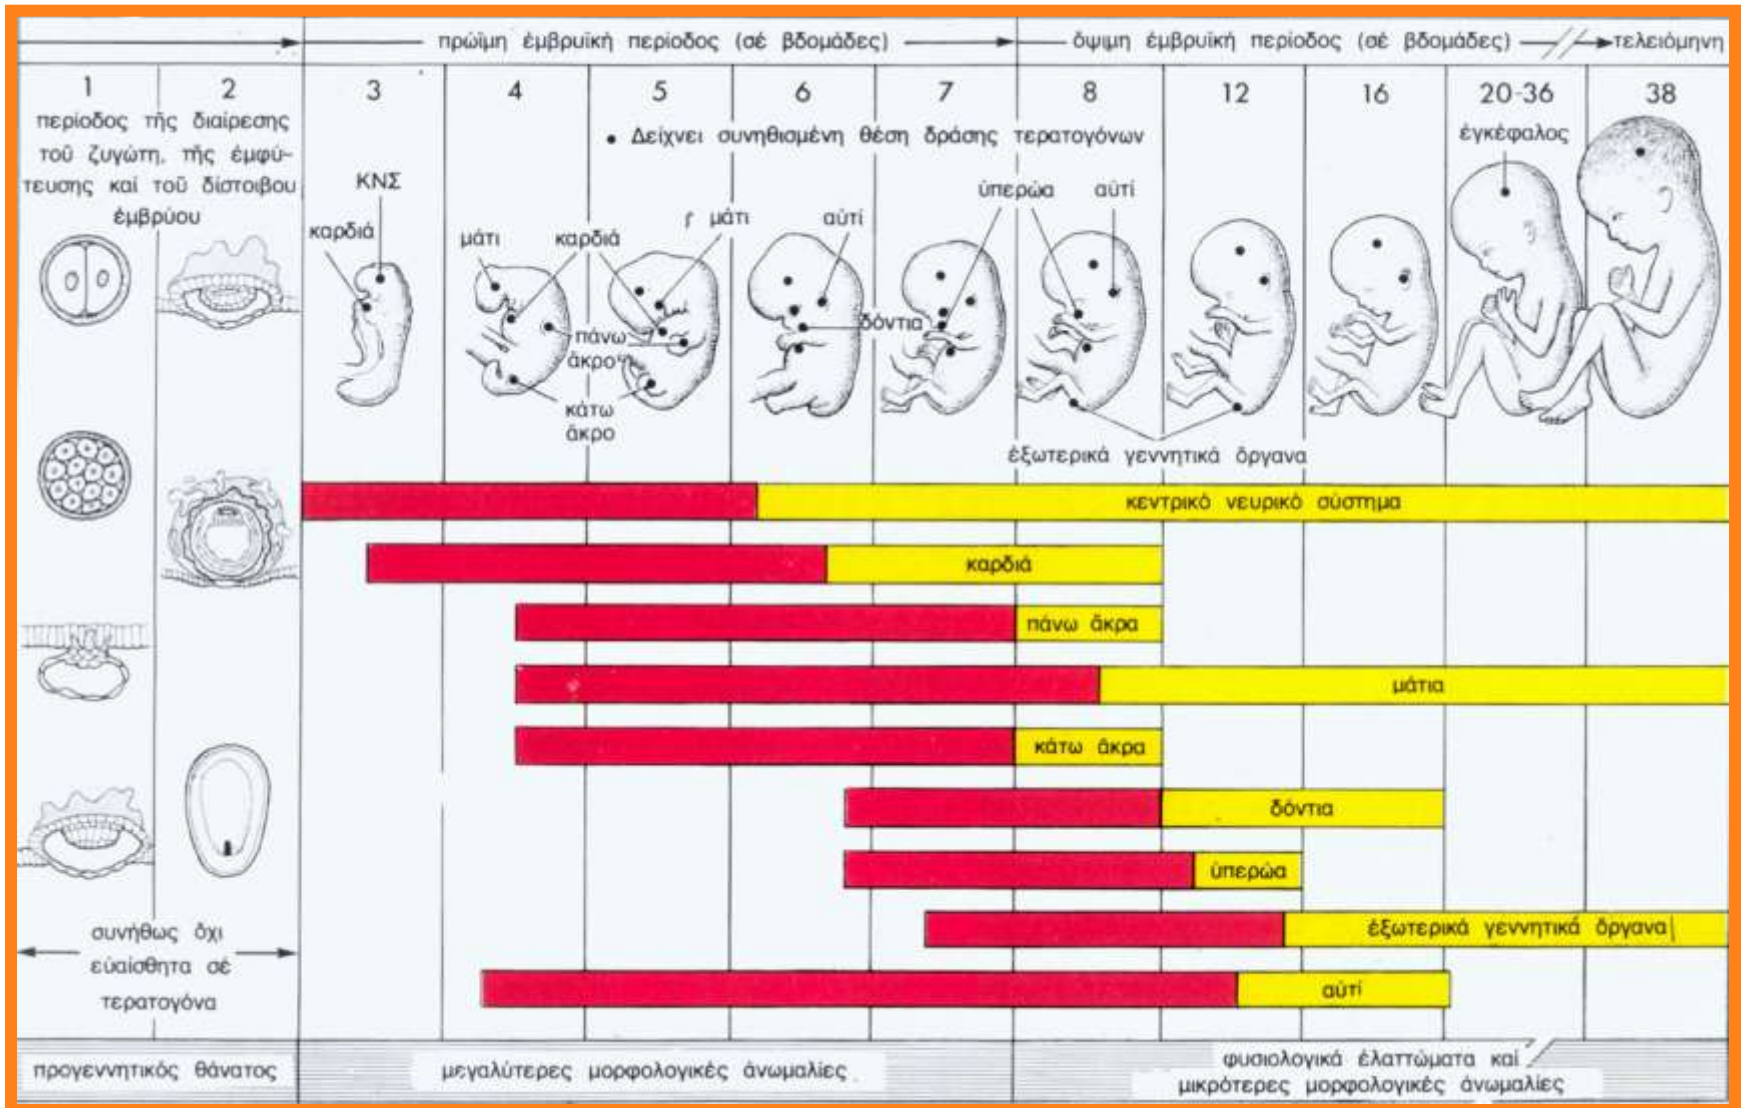 πρώϊμη ἐμβρυϊκή περίοδος (σέ βδομάδες)
ὄψιμη ἐμβρυϊκή περίοδος (σέ βδομάδες)
τελειόμηνη
1 2 3 4 5 6 7 8 12 16 20-36 38
περίοδος τῆς διαίρεσης
τοῦ ζυγώτη, τῆς ἐμφύ-
τευσης καί τοῦ δίστοιβου
ἐμβρύου
• Δείχνει συνηθισμένη θέση δράσης τερατογόνων
ἐγκέφαλος
ΚΝΣ
ὑπερώα αὐτί
καρδιά
μάτι καρδιά μάτι αὐτί
δόντια
πάνω
ἄκρο
κάτω
ἄκρο
ἐξωτερικά γεννητικά ὄργανα
κεντρικό νευρικό σύστημα
καρδιά
πάνω ἄκρα
μάτια
κάτω ἄκρα
δόντια
ὑπερώα
ἐξωτερικά γεννητικά ὄργανα
αὐτί
συνήθως ὄχι
εὐαίσθητα σέ
τερατογόνα
προγεννητικός θάνατος
μεγαλύτερες μορφολογικές ἀνωμαλίες
φυσιολογικά ἐλαττώματα καί
μικρότερες μορφολογικές ἀνωμαλίες